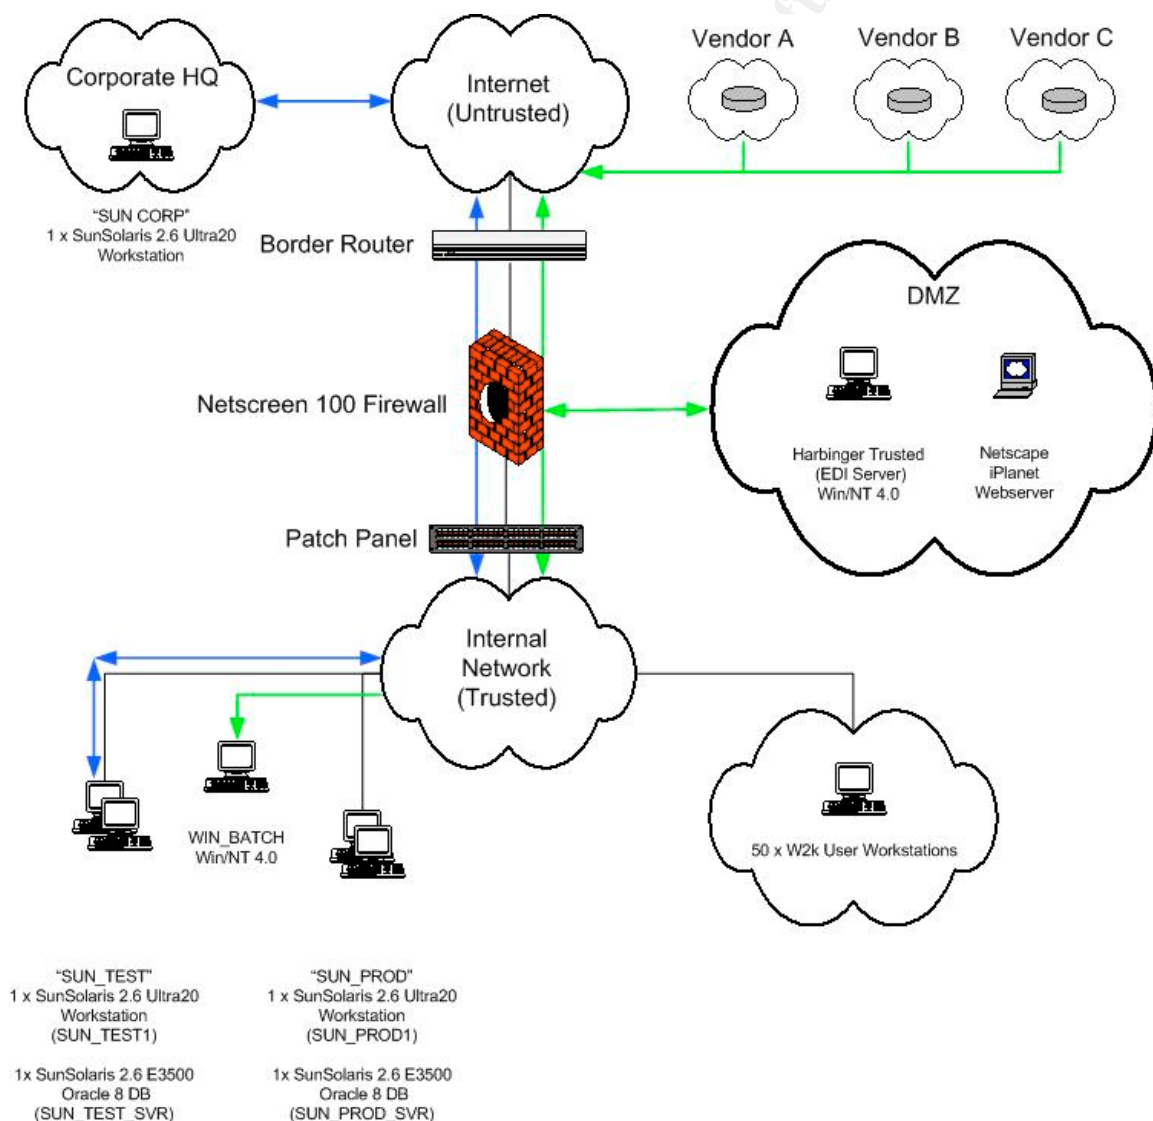 Corporate HQ
Internet
(Untrusted)
Vendor A
Vendor B
Vendor C
"SUN CORP"
1 x SunSolaris 2.6 Ultra20
Workstation
Border Router
DMZ
Netscreen 100 Firewall
Harbinger Trusted
(EDI Server)
Win/NT 4.0
Netscape
iPlanet
Webserver
Patch Panel
Internal
Network
(Trusted)
WIN_BATCH
Win/NT 4.0
50 x W2k User Workstations
"SUN_TEST"
1 x SunSolaris 2.6 Ultra20
Workstation
(SUN_TEST1)
1x SunSolaris 2.6 E3500
Oracle 8 DB
(SUN_TEST_SVR)
"SUN_PROD"
1 x SunSolaris 2.6 Ultra20
Workstation
(SUN_PROD1)
1x SunSolaris 2.6 E3500
Oracle 8 DB
(SUN_PROD_SVR)